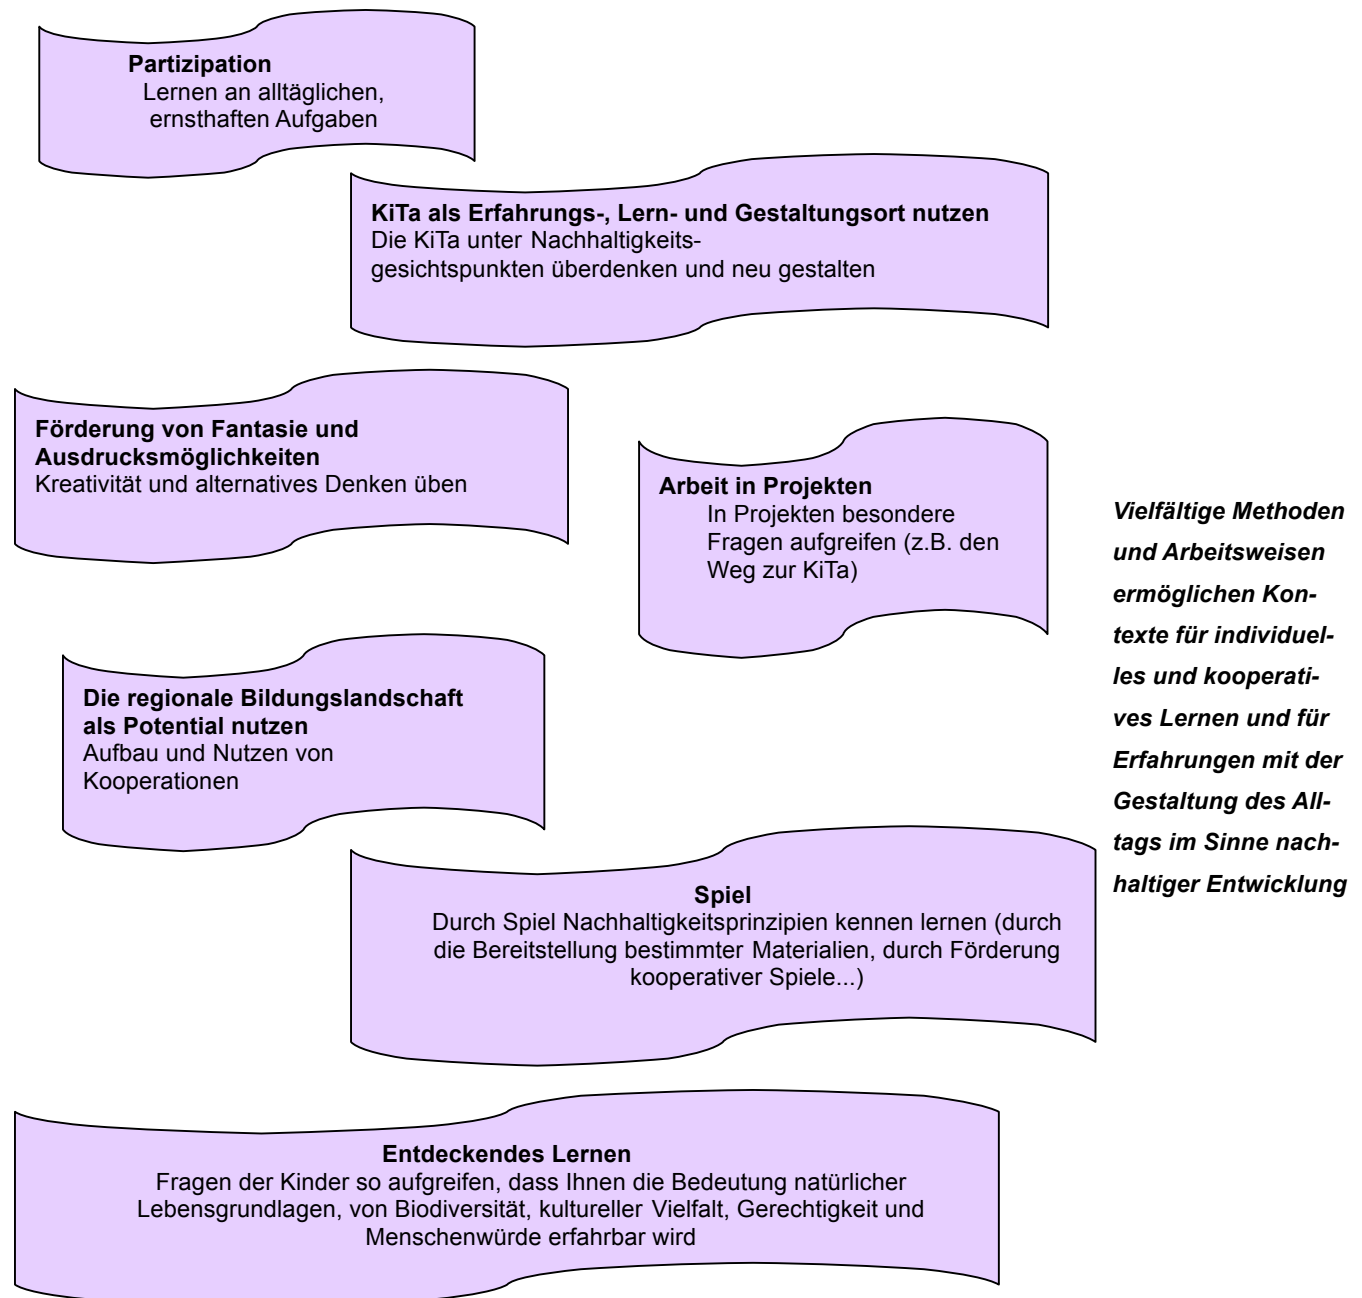 Partizipation
Lernen an alltäglichen,
ernsthaften Aufgaben
KiTa als Erfahrungs-, Lern- und Gestaltungsort nutzen
Die KiTa unter Nachhaltigkeits-
gesichtspunkten überdenken und neu gestalten
Förderung von Fantasie und
Ausdrucksmöglichkeiten
Kreativität und alternatives Denken üben
Arbeit in Projekten
In Projekten besondere
Fragen aufgreifen (z.B. den
Weg zur KiTa)
Die regionale Bildungslandschaft
als Potential nutzen
Aufbau und Nutzen von
Kooperationen
Spiel
Durch Spiel Nachhaltigkeitsprinzipien kennen lernen (durch
die Bereitstellung bestimmter Materialien, durch Förderung
kooperativer Spiele...)
Entdeckendes Lernen
Fragen der Kinder so aufgreifen, dass Ihnen die Bedeutung natürlicher
Lebensgrundlagen, von Biodiversität, kultureller Vielfalt, Gerechtigkeit und
Menschenwürde erfahrbar wird
Vielfältige Methoden
und Arbeitsweisen
ermöglichen Kon-
texte für individuel-
les und kooperati-
ves Lernen und für
Erfahrungen mit der
Gestaltung des All-
tags im Sinne nach-
haltiger Entwicklung